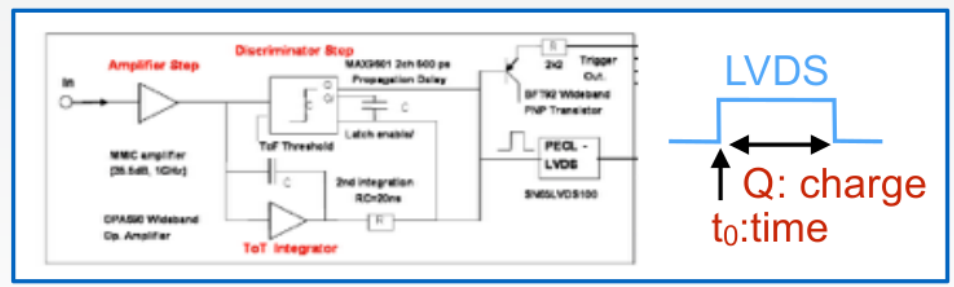 Discriminator Step
Amplifier Step
MAX9601 2ch 500 ps
Propagation Delay
In
Q
Q
C
C
Latch enable/
ToF Threshold
R
2k2
Trigger
Out.
BFT92 Wideband
PNP Transistor
PECL -
LVDS
SN65LVDS100
MMIC amplifier
C
2nd integration
RC=20ns
R
OPA690 Wideband
Op. Amplifier
ToT Integrator
LVDS
Q: charge
t₀:time